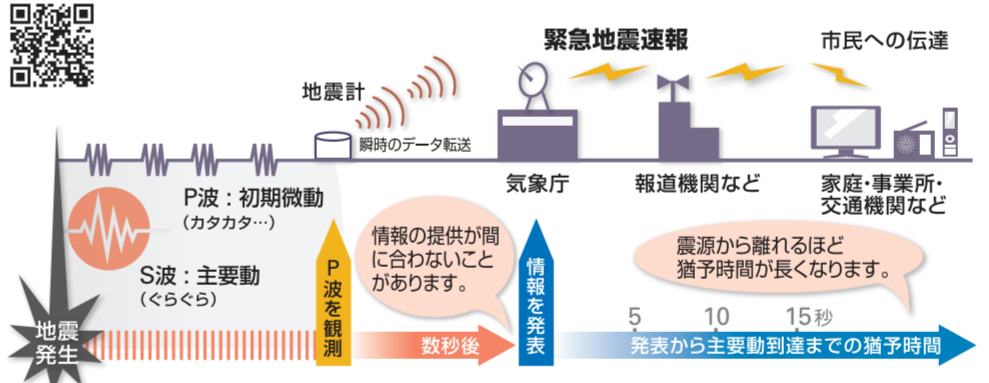 緊急地震速報
市民への伝達
地震計
瞬時のデータ転送
気象庁
報道機関など
家庭・事業所・
交通機関など
P波：初期微動
（カタカタ…）
S波：主要動
（ぐらぐら）
地震
発生
P波を観測
情報の提供が間
に合わないこと
があります。
数秒後
情報を発表
震源から離れるほど
猶予時間が長くなります。
5 10 15秒
発表から主要動到達までの猶予時間